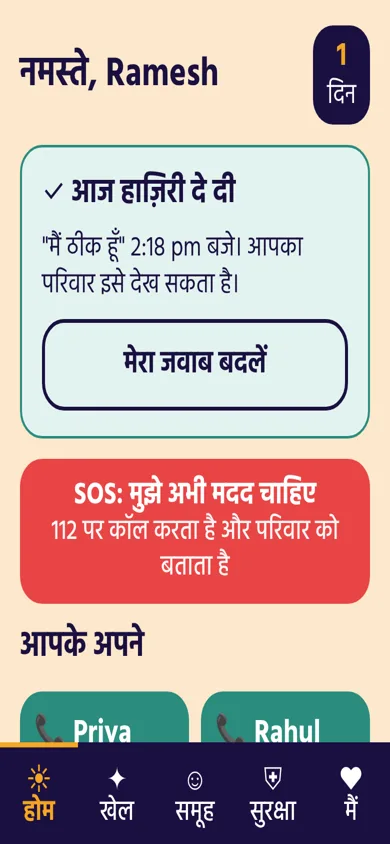 नमस्ते, Ramesh
1
दिन
✓ आज हाज़िरी दे दी
"मैं ठीक हूँ" 2:18 pm बजे। आपका
परिवार इसे देख सकता है।
मेरा जवाब बदलें
SOS: मुझे अभी मदद चाहिए
112 पर कॉल करता है और परिवार को
बताता है
आपके अपने
Priya
Rahul
होम
खेल
समूह
सुरक्षा
मैं